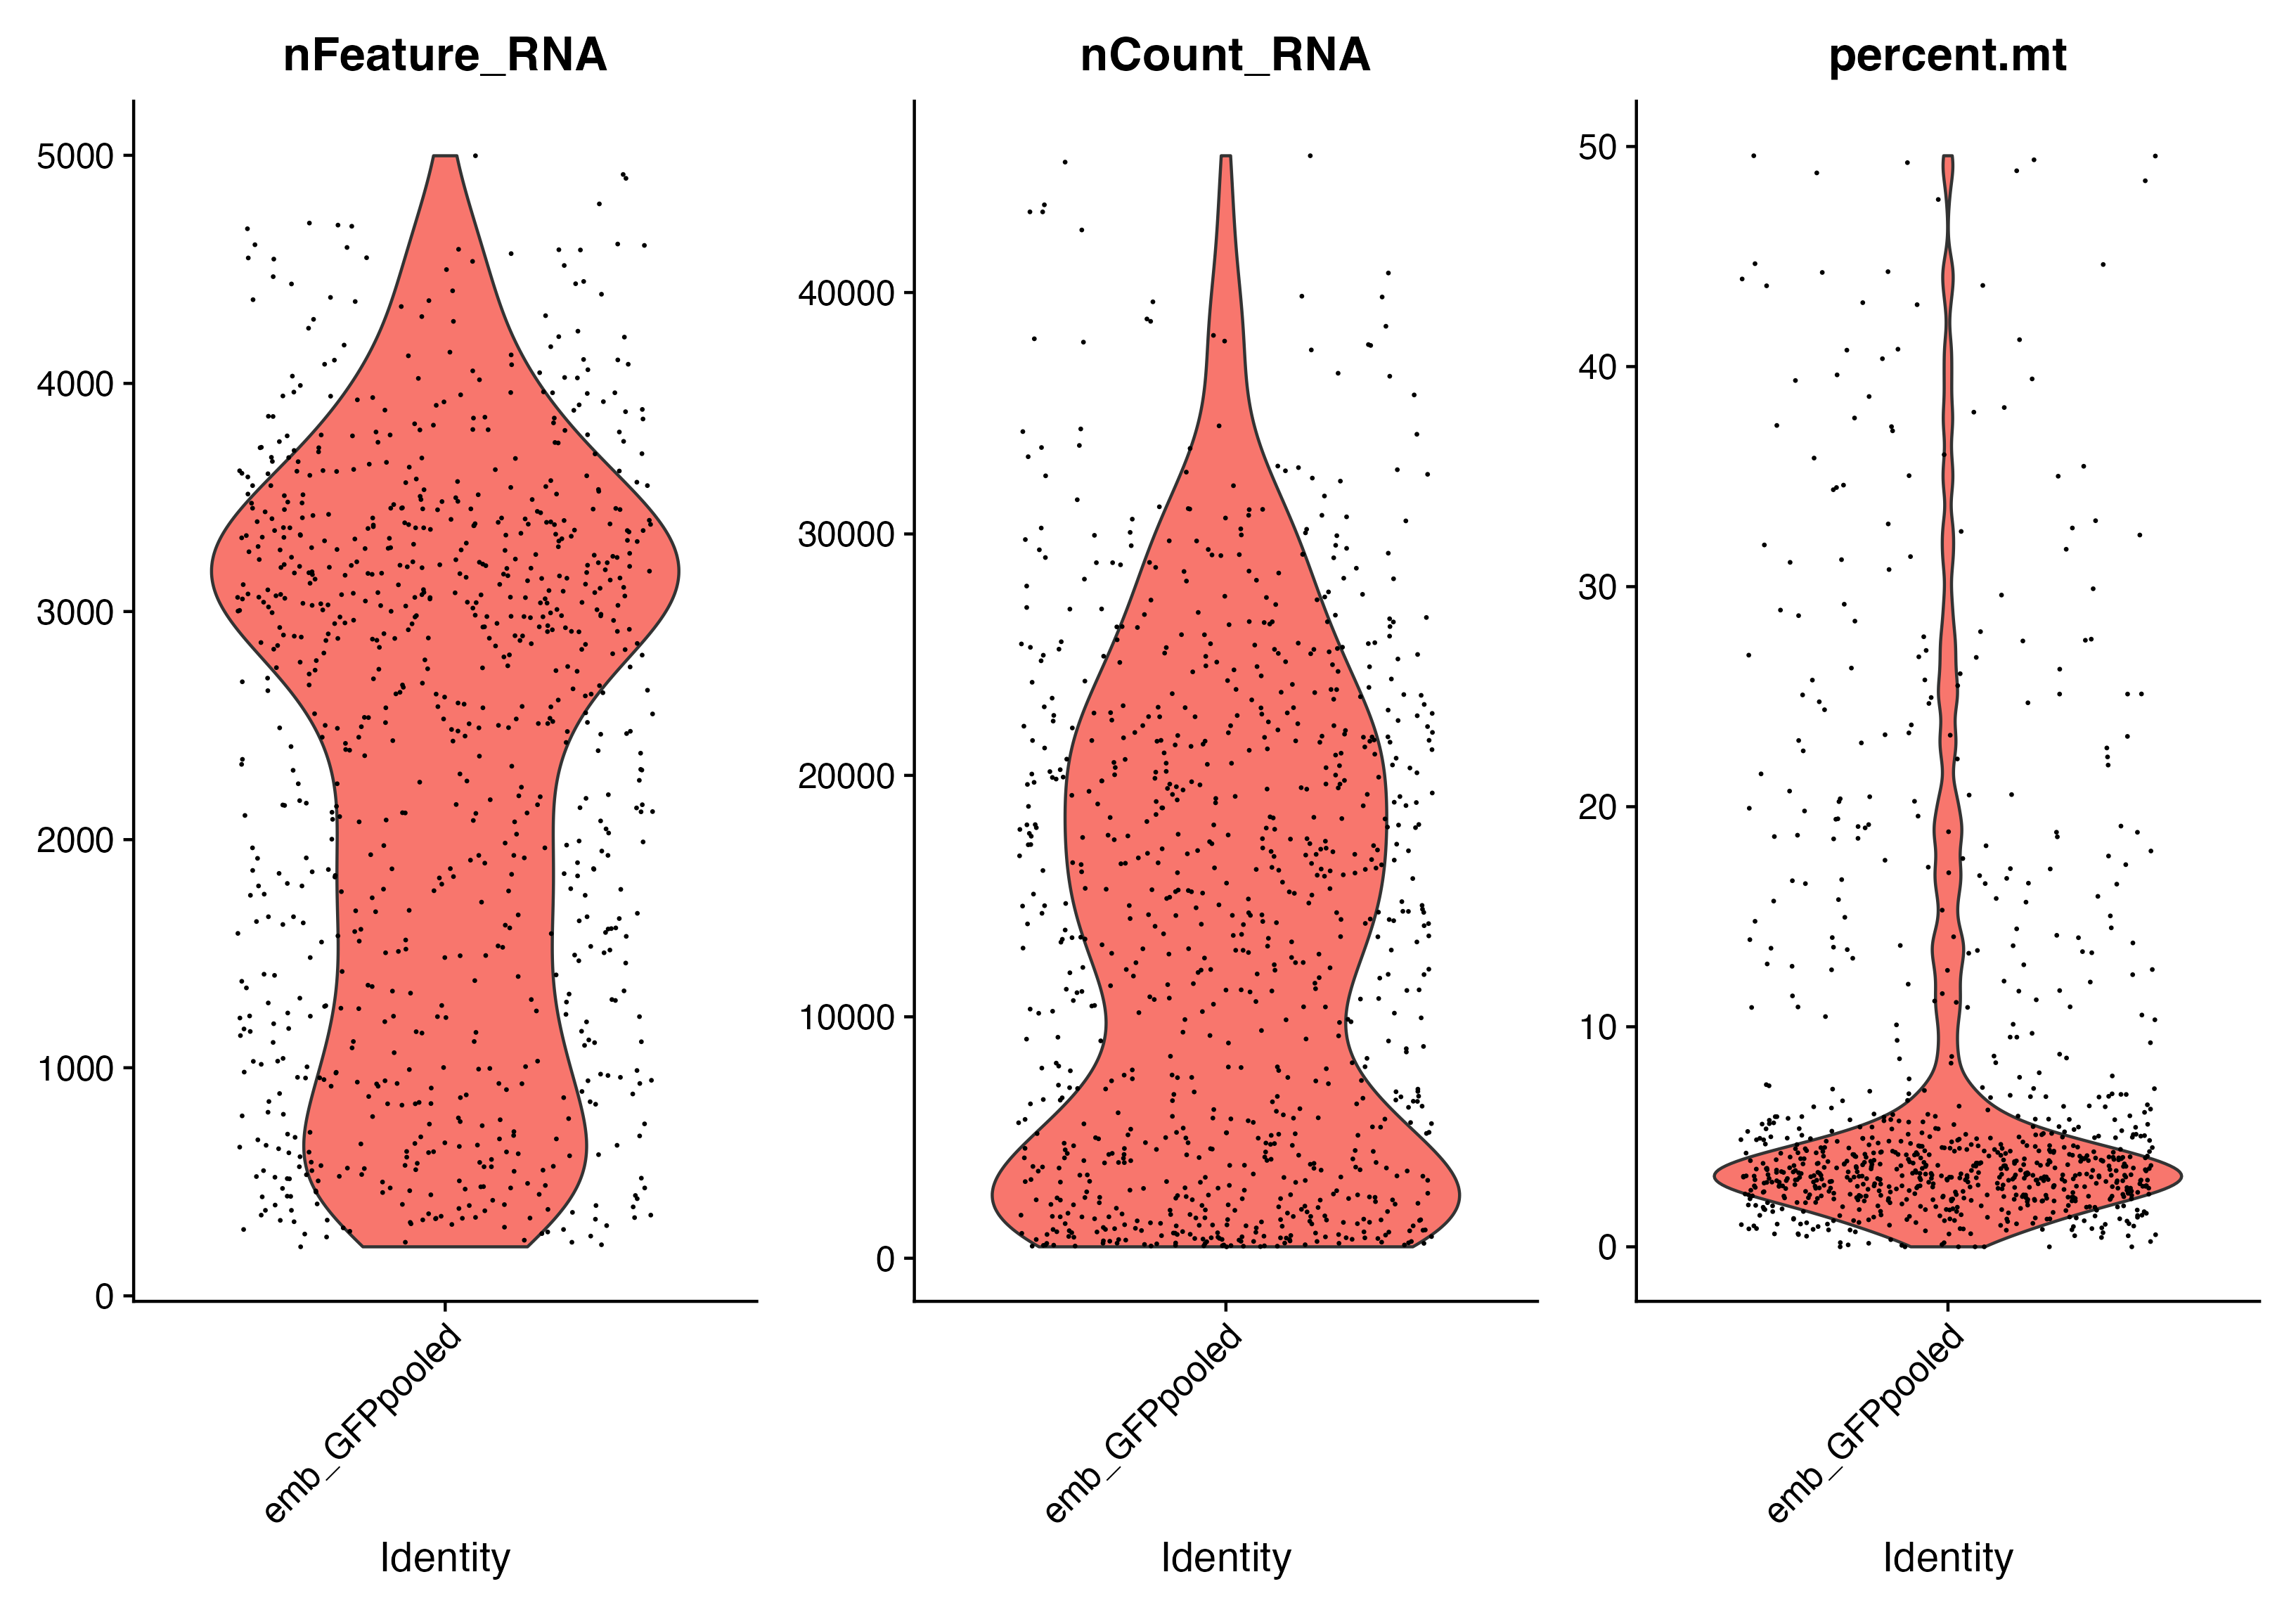 nFeature_RNA
5000
4000
3000
2000
1000
0
emb_GFPpooled
Identity
nCount_RNA
40000
30000
20000
10000
0
emb_GFPpooled
Identity
percent.mt
50
40
30
20
10
0
emb_GFPpooled
Identity